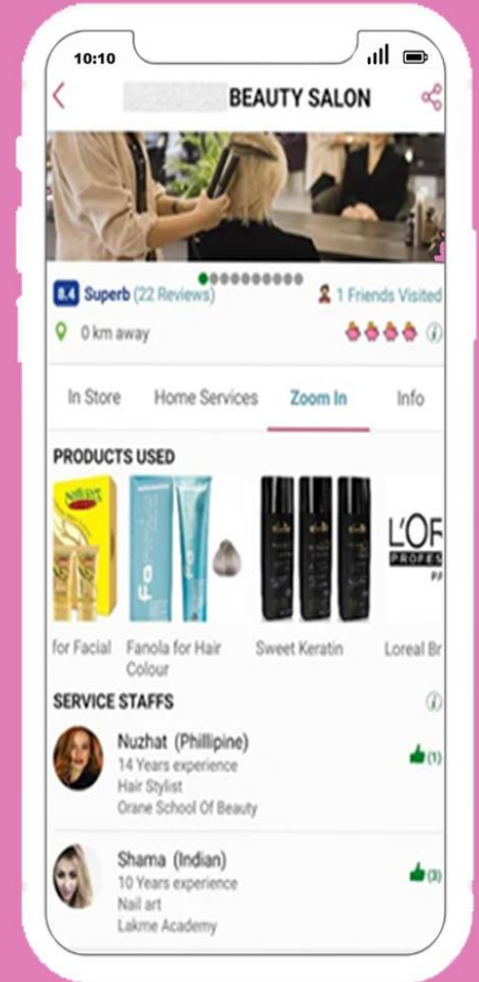 10:10
BEAUTY SALON
8.4 Superb (22 Reviews)
1 Friends Visited
0 km away
In Store
Home Services
Zoom In
Info
PRODUCTS USED
Fanola
L'OR
PROFES
PA
for Facial
Fanola for Hair
Colour
Sweet Keratin
Loreal Br
SERVICE STAFFS
Nuzhat (Phillipine)
14 Years experience
Hair Stylist
Orane School Of Beauty
(1)
Shama (Indian)
10 Years experience
Nail art
Lakme Academy
(3)